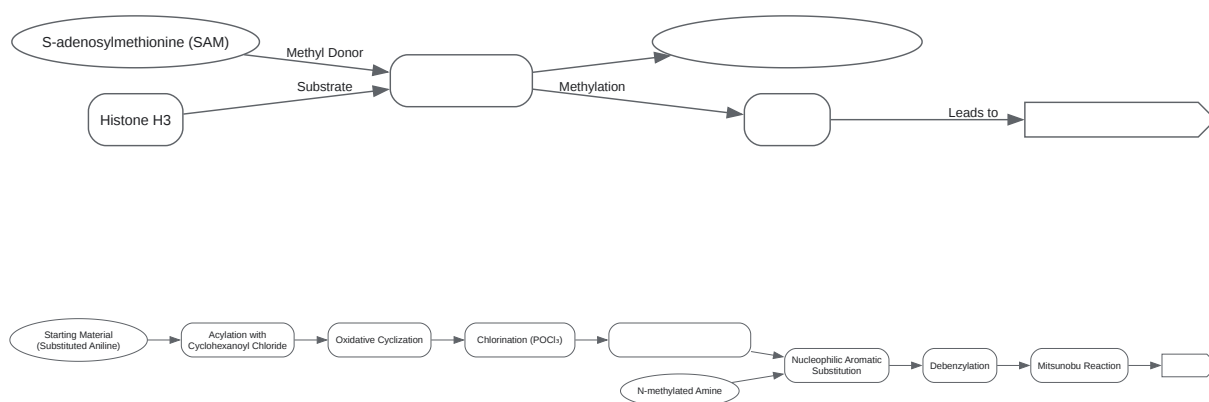 S-adenosylmethionine (SAM)
Methyl Donor
Substrate
Histone H3
Methylation
Leads to
Starting Material
(Substituted Aniline)
Acylation with
Cyclohexanoyl Chloride
Oxidative Cyclization
Chlorination (POCl₃)
N-methylated Amine
Nucleophilic Aromatic
Substitution
Debenzylation
Mitsunobu Reaction